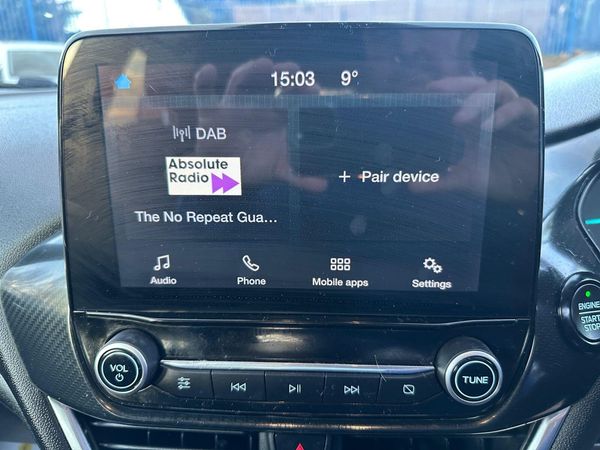 15:03 9°
DAB
Absolute
Radio
+ Pair device
The No Repeat Gua...
Audio Phone Mobile apps Settings
ENGINE
START
STOP
VOL
TUNE